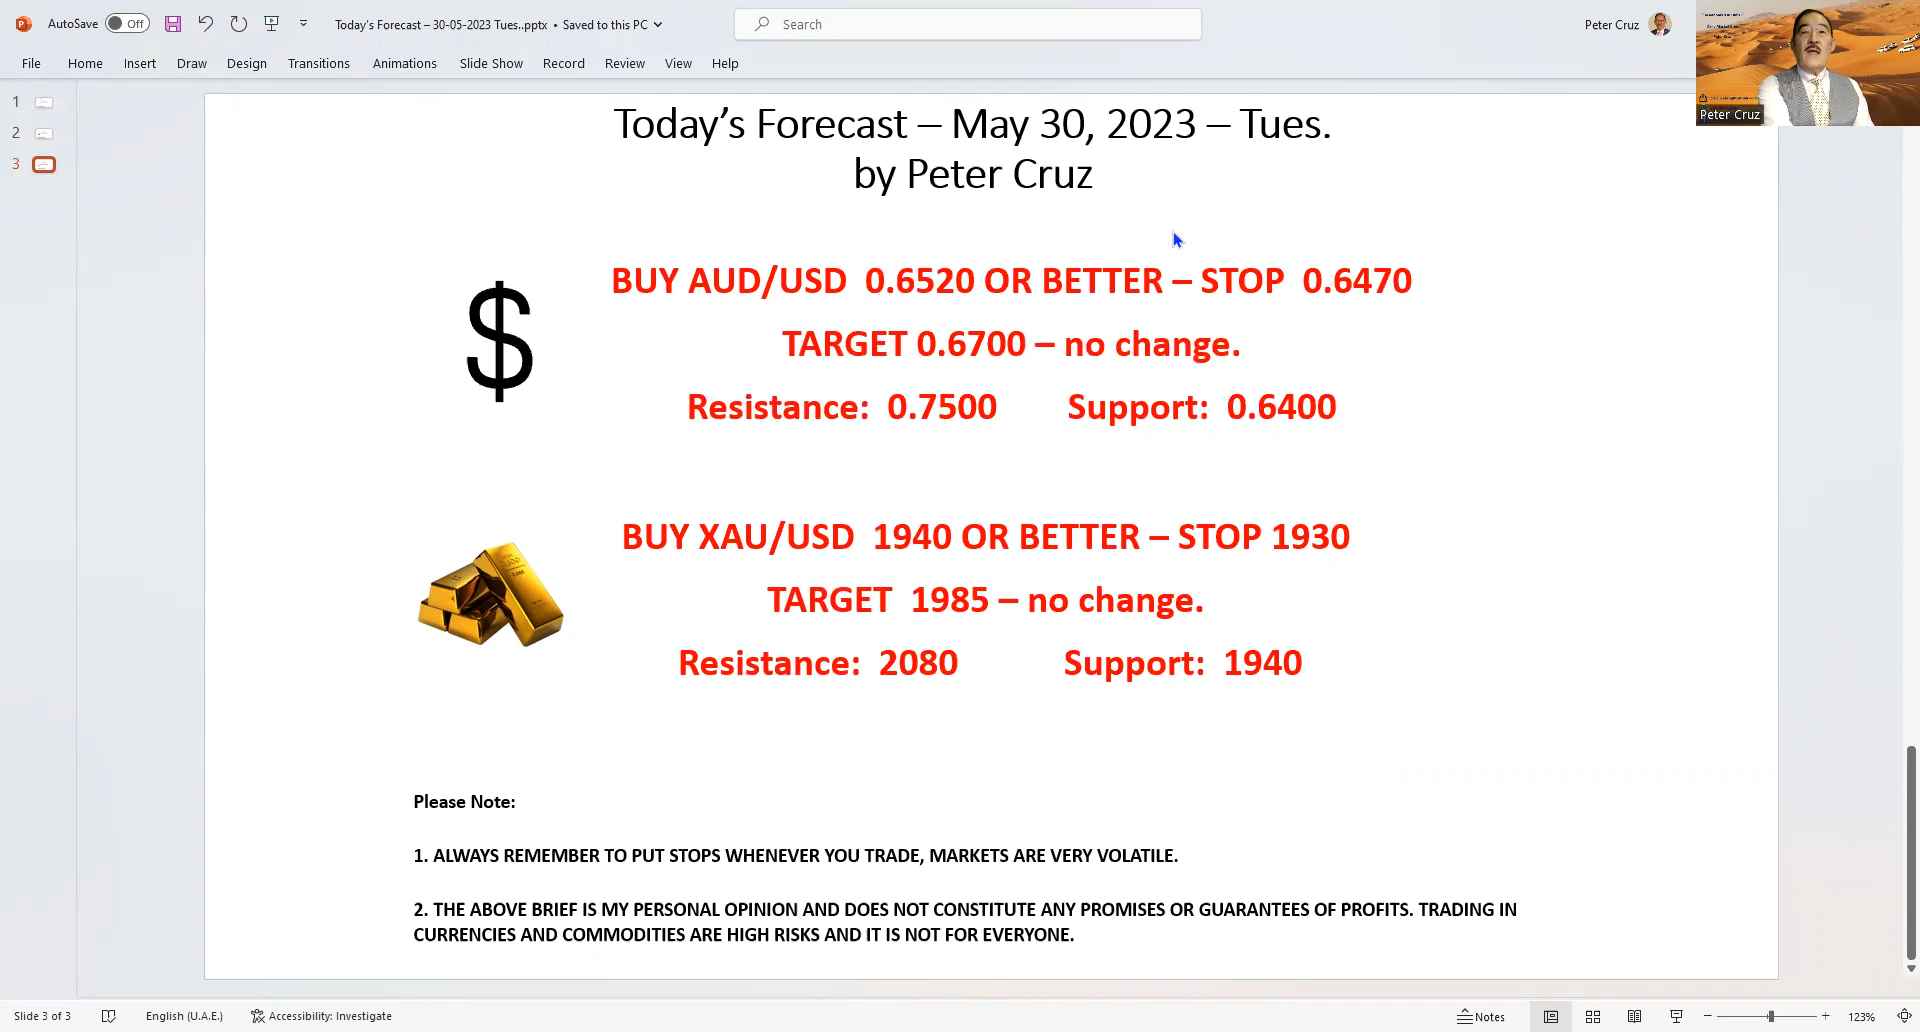 AutoSave Off Today's Forecast – 30-05-2023 Tues..pptx • Saved to this PC Search Peter Cruz
File Home Insert Draw Design Transitions Animations Slide Show Record Review View Help
Peter Cruz
1
2
3
Today's Forecast – May 30, 2023 – Tues.
by Peter Cruz
BUY AUD/USD 0.6520 OR BETTER – STOP 0.6470
TARGET 0.6700 – no change.
Resistance: 0.7500 Support: 0.6400
$
BUY XAU/USD 1940 OR BETTER – STOP 1930
TARGET 1985 – no change.
Resistance: 2080 Support: 1940
Please Note:
1. ALWAYS REMEMBER TO PUT STOPS WHENEVER YOU TRADE, MARKETS ARE VERY VOLATILE.
2. THE ABOVE BRIEF IS MY PERSONAL OPINION AND DOES NOT CONSTITUTE ANY PROMISES OR GUARANTEES OF PROFITS. TRADING IN
CURRENCIES AND COMMODITIES ARE HIGH RISKS AND IT IS NOT FOR EVERYONE.
Slide 3 of 3 English (U.A.E.) Accessibility: Investigate Notes 123%